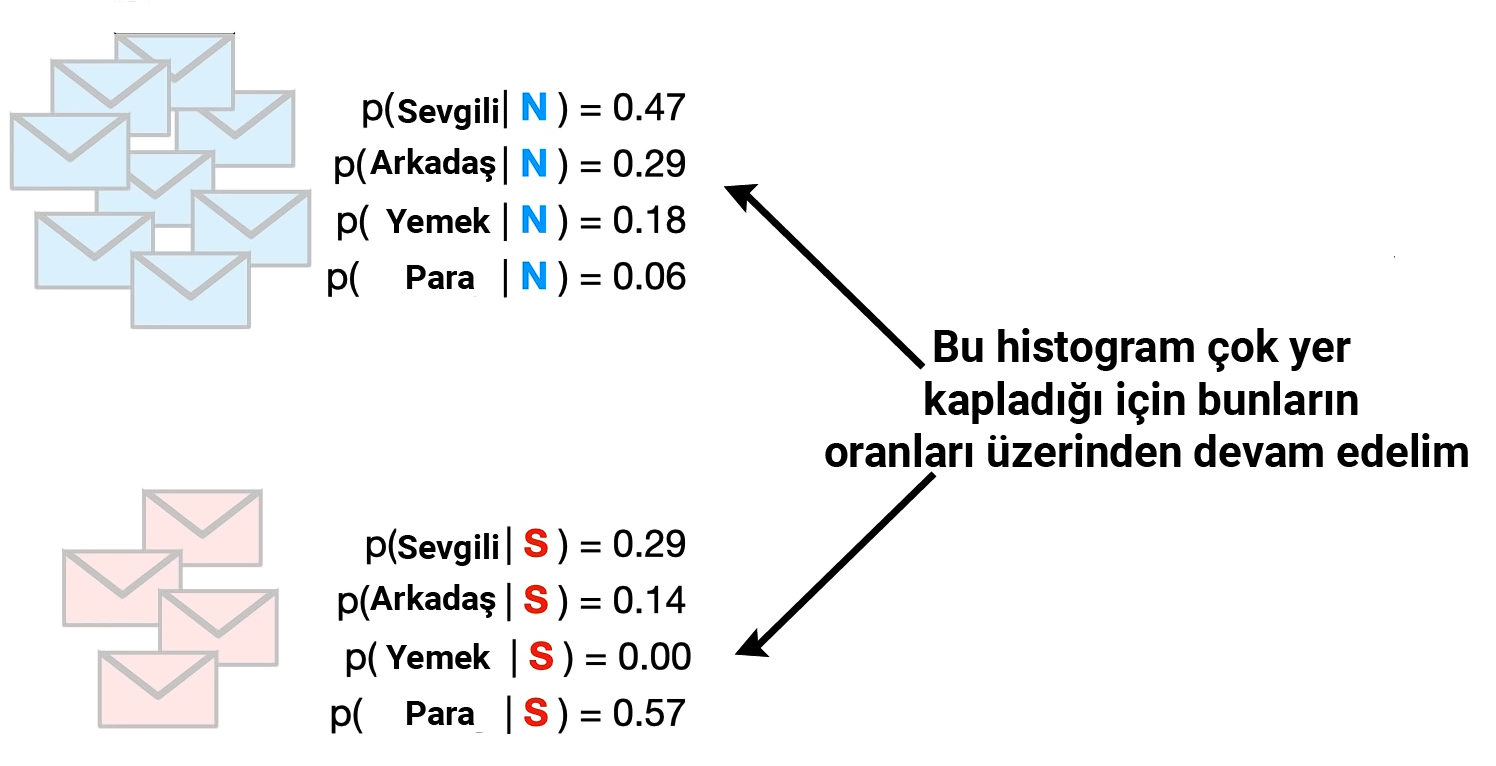 p(Sevgili| N ) = 0.47
p(Arkadaş| N ) = 0.29
p( Yemek | N ) = 0.18
p( Para | N ) = 0.06
Bu histogram çok yer
kapladığı için bunların
oranları üzerinden devam edelim
p(Sevgili| S ) = 0.29
p(Arkadaş| S ) = 0.14
p( Yemek | S ) = 0.00
p( Para | S ) = 0.57